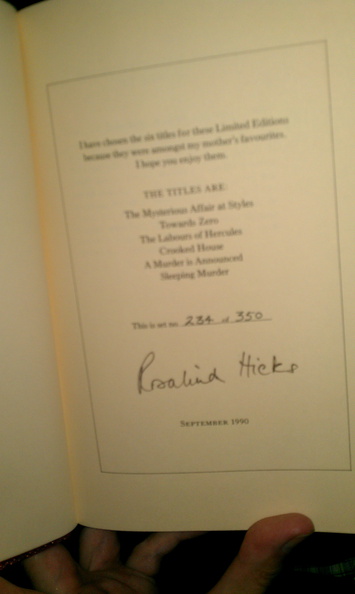 I have chosen the six titles for these Limited Editions
because they were amongst my mother's favourites.
I hope you enjoy them.
THE TITLES ARE:
The Mysterious Affair at Styles
Towards Zero
The Labours of Hercules
Crooked House
A Murder is Announced
Sleeping Murder
This is set no. 234 of 350
Rosalind Hicks
SEPTEMBER 1990